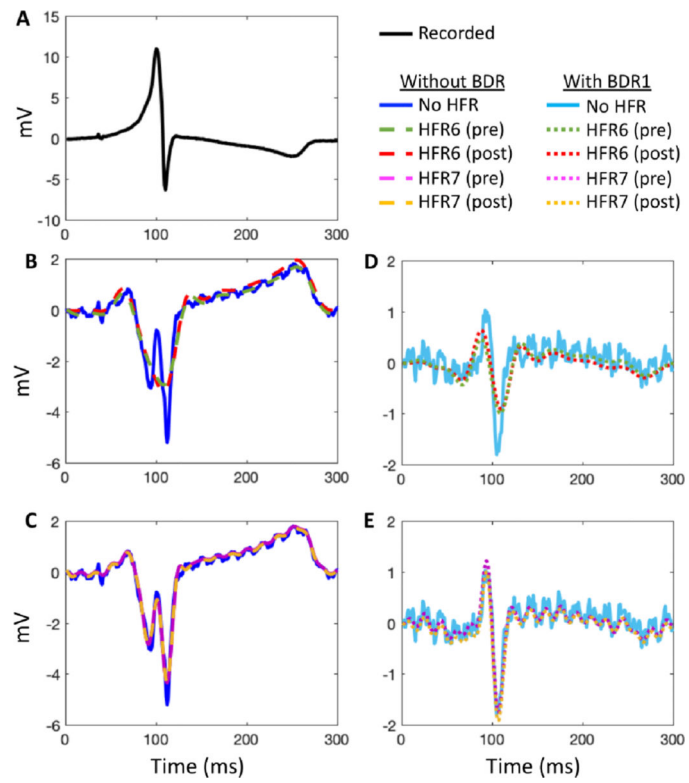 A
15
10
5
0
-5
-10
mV
0 100 200 300
Recorded
Without BDR With BDR1
No HFR No HFR
HFR6 (pre) HFR6 (pre)
HFR6 (post) HFR6 (post)
HFR7 (pre) HFR7 (pre)
HFR7 (post) HFR7 (post)
B
2
0
-2
-4
-6
mV
0 100 200 300
D
2
1
0
-1
-2
0 100 200 300
C
2
0
-2
-4
-6
mV
0 100 200 300
Time (ms)
E
2
1
0
-1
-2
0 100 200 300
Time (ms)